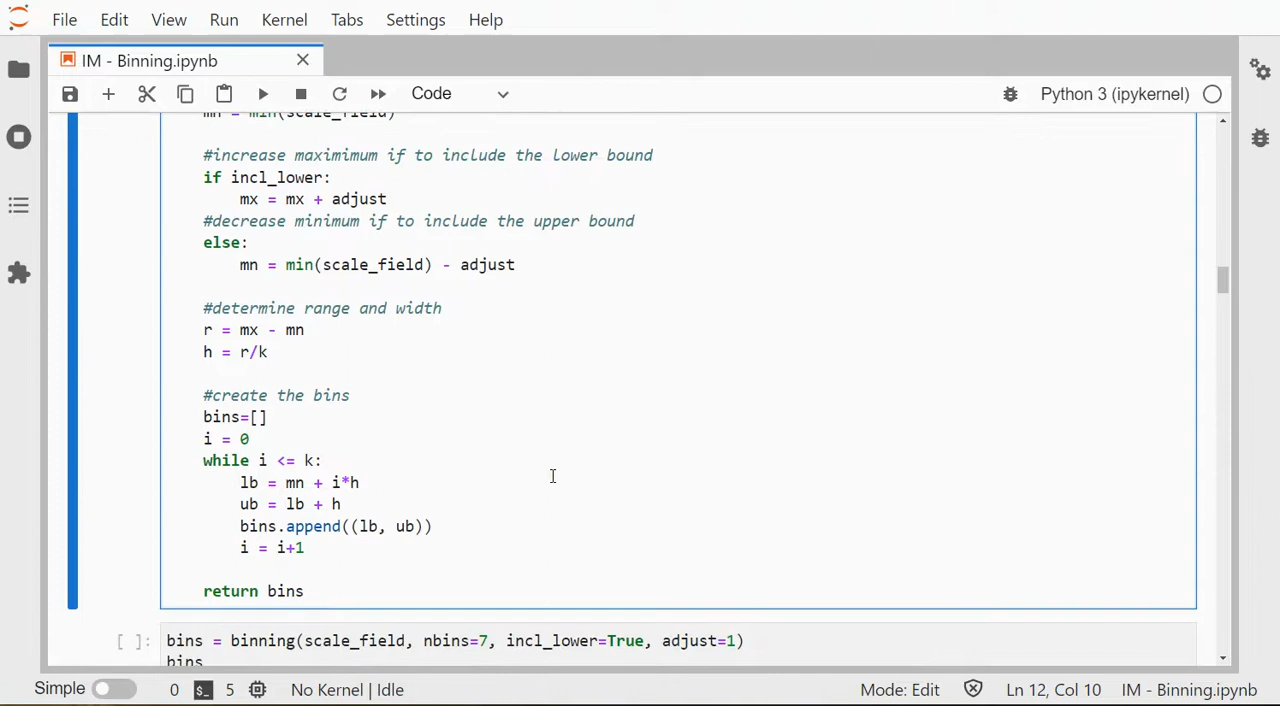 File Edit View Run Kernel Tabs Settings Help
IM - Binning.ipynb
Code
Python 3 (ipykernel)
mn = min(scale_field)
#increase maximimum if to include the lower bound
if incl_lower:
mx = mx + adjust
#decrease minimum if to include the upper bound
else:
mn = min(scale_field) - adjust
#determine range and width
r = mx - mn
h = r/k
#create the bins
bins=[]
i = 0
while i <= k:
lb = mn + i*h
ub = lb + h
bins.append((lb, ub))
i = i+1
return bins
[ ]: bins = binning(scale_field, nbins=7, incl_lower=True, adjust=1)
bins
Simple 0 5 No Kernel | Idle Mode: Edit Ln 12, Col 10 IM - Binning.ipynb